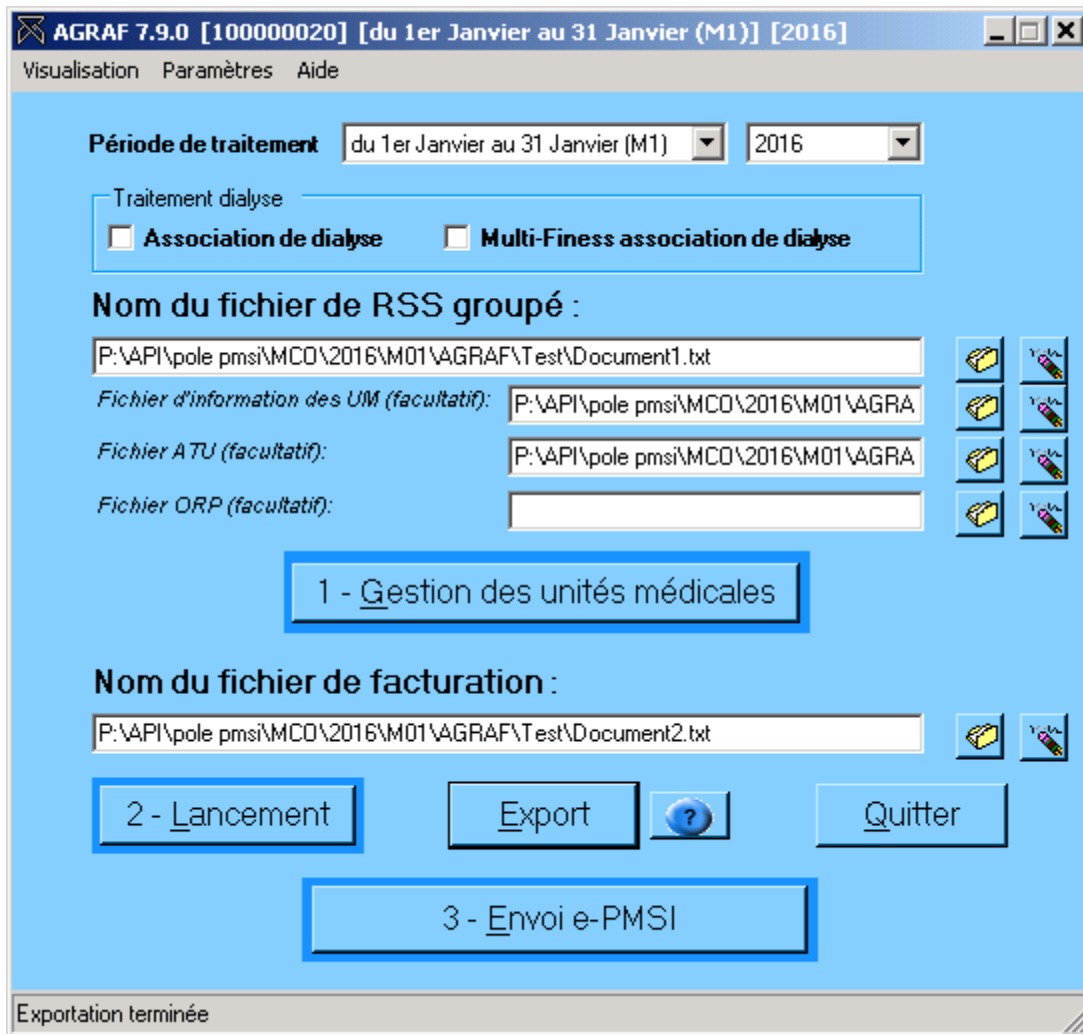 AGRAF 7.9.0 [100000020] [du 1er Janvier au 31 Janvier (M1)] [2016]
Visualisation Paramètres Aide
Période de traitement du 1er Janvier au 31 Janvier (M1) 2016
Traitement dialyse
Association de dialyse Multi-Finess association de dialyse
Nom du fichier de RSS groupé :
P:\API\pole pmsi\MCO\2016\M01\AGRAF\Test\Document1.txt
Fichier d'information des UM (facultatif): P:\API\pole pmsi\MCO\2016\M01\AGRA
Fichier ATU (facultatif): P:\API\pole pmsi\MCO\2016\M01\AGRA
Fichier ORP (facultatif):
1 - Gestion des unités médicales
Nom du fichier de facturation :
P:\API\pole pmsi\MCO\2016\M01\AGRAF\Test\Document2.txt
2 - Lancement Export ? Quitter
3 - Envoi e-PMSI
Exportation terminée